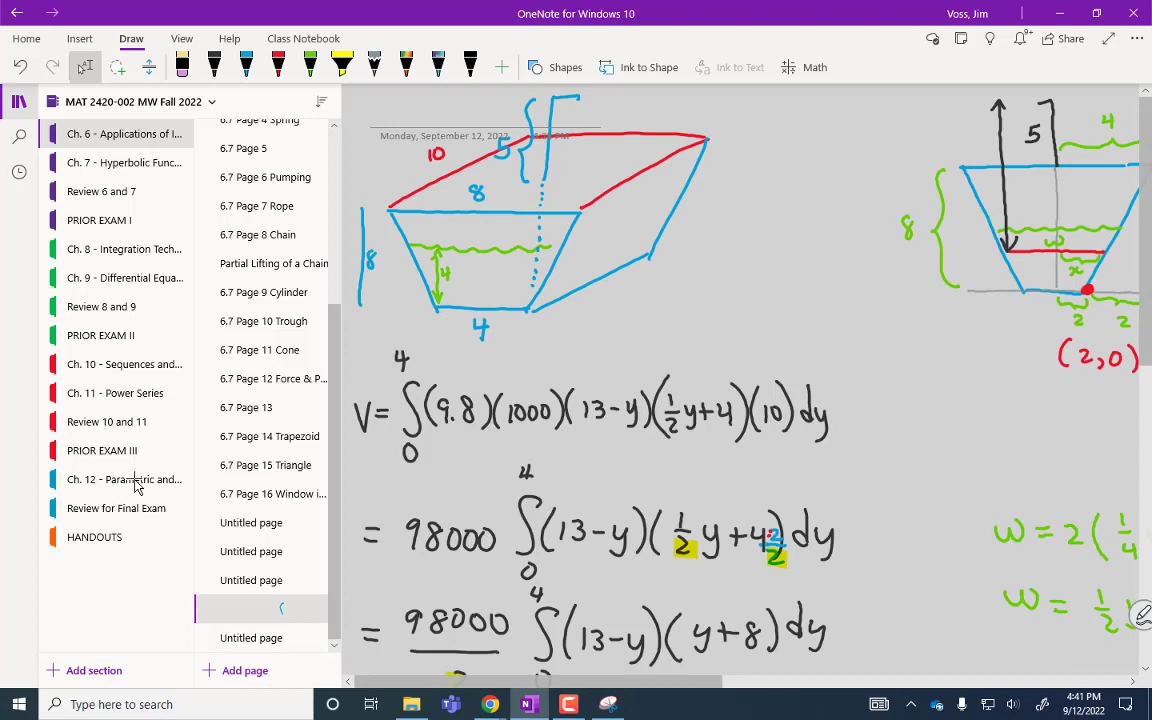 OneNote for Windows 10
Voss, Jim
Home
Insert
Draw
View
Help
Class Notebook
Share
Shapes
Ink to Shape
Ink to Text
Math
MAT 2420-002 MW Fall 2022
Ch. 6 - Applications of I...
Ch. 7 - Hyperbolic Func...
Review 6 and 7
PRIOR EXAM I
Ch. 8 - Integration Tech...
Ch. 9 - Differential Equa...
Review 8 and 9
PRIOR EXAM II
Ch. 10 - Sequences and...
Ch. 11 - Power Series
Review 10 and 11
PRIOR EXAM III
Ch. 12 - Parametric and...
Review for Final Exam
HANDOUTS
Add section
6.7 Page 4 Spring
6.7 Page 5
6.7 Page 6 Pumping
6.7 Page 7 Rope
6.7 Page 8 Chain
Partial Lifting of a Chain
6.7 Page 9 Cylinder
6.7 Page 10 Trough
6.7 Page 11 Cone
6.7 Page 12 Force & P...
6.7 Page 13
6.7 Page 14 Trapezoid
6.7 Page 15 Triangle
6.7 Page 16 Window i...
Untitled page
Untitled page
Untitled page
Untitled page
Add page
Monday, September 12, 2022
5
10
8
8
4
4
5
4
8
w
x
2
2
(2,0)
V = ∫₀⁴ (9.8)(1000)(13-y)(½y+4)(10) dy
= 98000 ∫₀⁴ (13-y)(½y+4 2/2) dy
= 98000 ∫₀⁴ (13-y)(y+8) dy
w = 2(1/4
w = ½
Type here to search
4:41 PM
9/12/2022